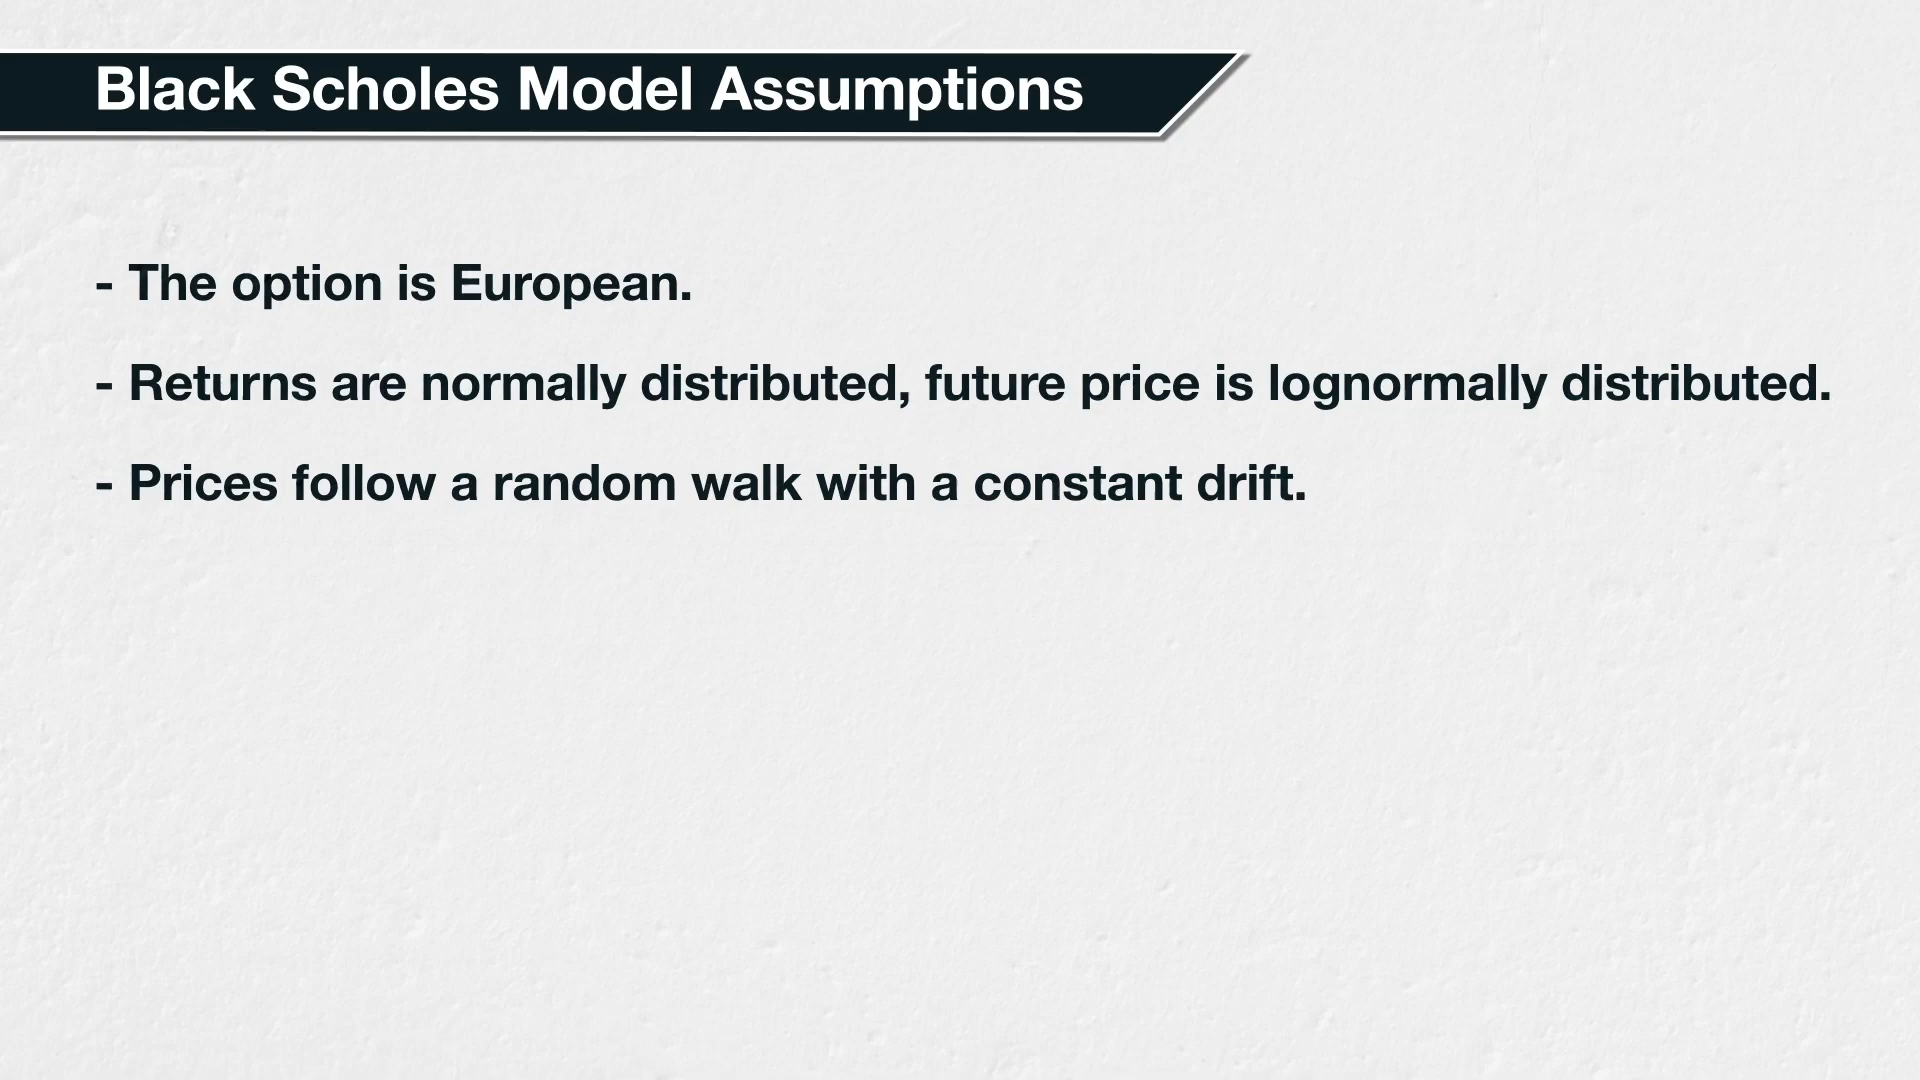 Black Scholes Model Assumptions
- The option is European.
- Returns are normally distributed, future price is lognormally distributed.
- Prices follow a random walk with a constant drift.